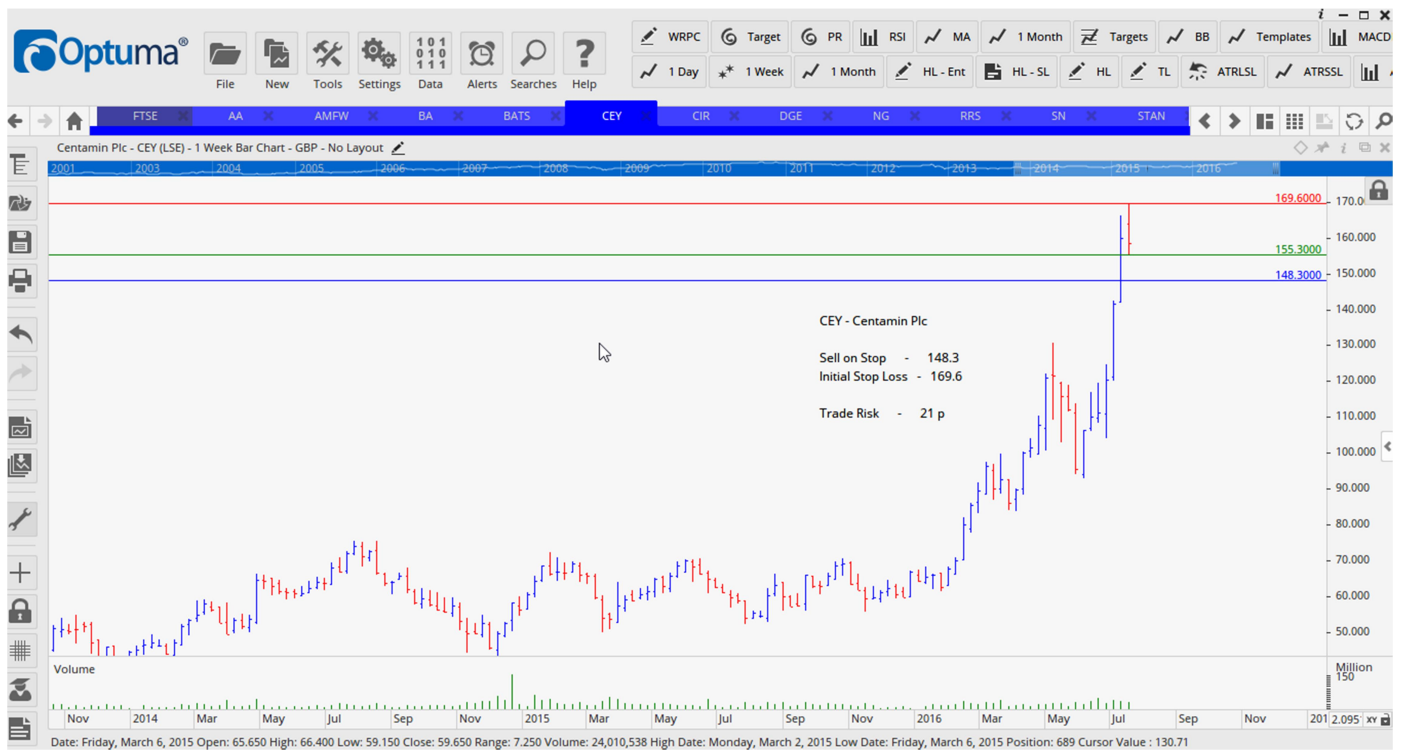 i
Optuma®
File
New
Tools
Settings
101
010
111
Data
Alerts
Searches
?
Help
WRPC Target PR RSI MA 1 Month Targets BB Templates MACD
1 Day 1 Week 1 Month HL - Ent HL - SL HL TL ATRLSL ATRSSL
FTSE AA AMFW BA BATS CEY CIR DGE NG RRS SN STAN
Centamin Plc - CEY (LSE) - 1 Week Bar Chart - GBP - No Layout
2001 2003 2004 2005 2006 2007 2008 2009 2010 2011 2012 2013 2014 2015 2016
169.6000
155.3000
148.3000
170.0
160.000
150.000
140.000
130.000
120.000
110.000
100.000
90.000
80.000
70.000
60.000
50.000
CEY - Centamin Plc
Sell on Stop - 148.3
Initial Stop Loss - 169.6
Trade Risk - 21 p
Volume
Million
150
Nov 2014 Mar May Jul Sep Nov 2015 Mar May Jul Sep Nov 2016 Mar May Jul Sep Nov 201 2.095 XY
Date: Friday, March 6, 2015 Open: 65.650 High: 66.400 Low: 59.150 Close: 59.650 Range: 7.250 Volume: 24,010,538 High Date: Monday, March 2, 2015 Low Date: Friday, March 6, 2015 Position: 689 Cursor Value : 130.71